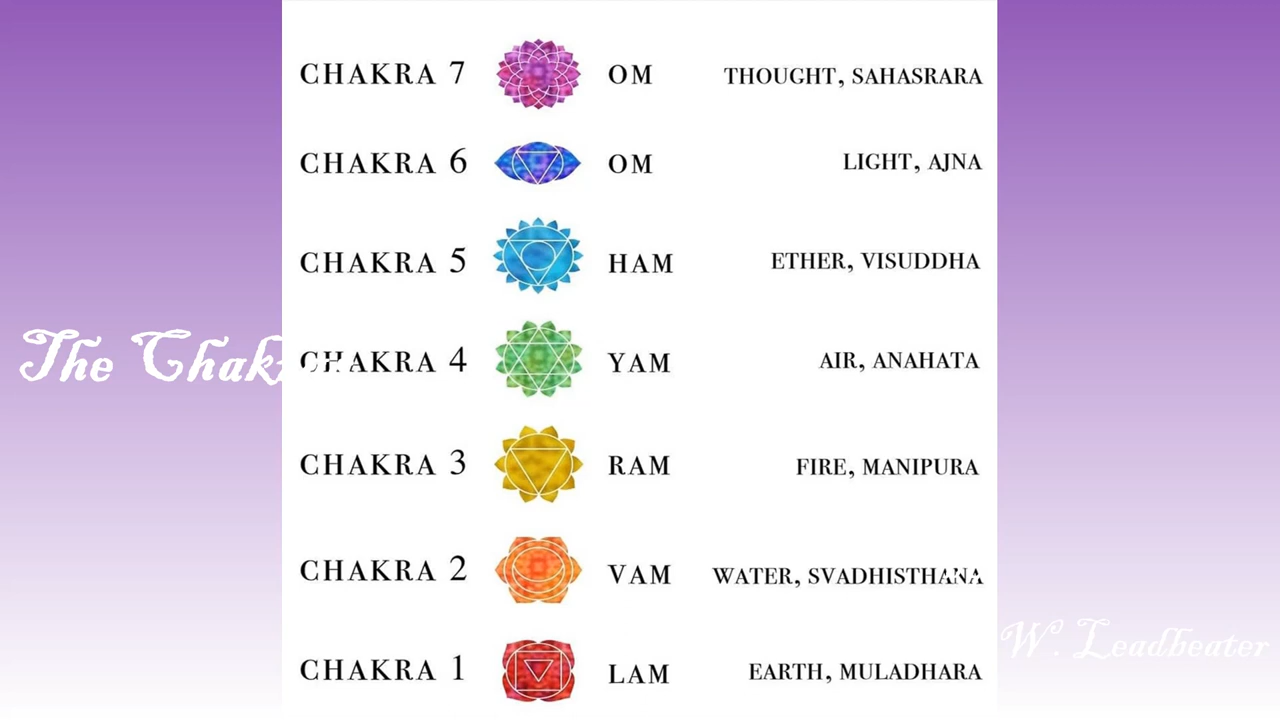 CHAKRA 7 OM THOUGHT, SAHASRARA
CHAKRA 6 OM LIGHT, AJNA
CHAKRA 5 HAM ETHER, VISUDDHA
The
CHAKRA 4 YAM AIR, ANAHATA
CHAKRA 3 RAM FIRE, MANIPURA
CHAKRA 2 VAM WATER, SVADHISTHANA
W. Leadbeater
CHAKRA 1 LAM EARTH, MULADHARA